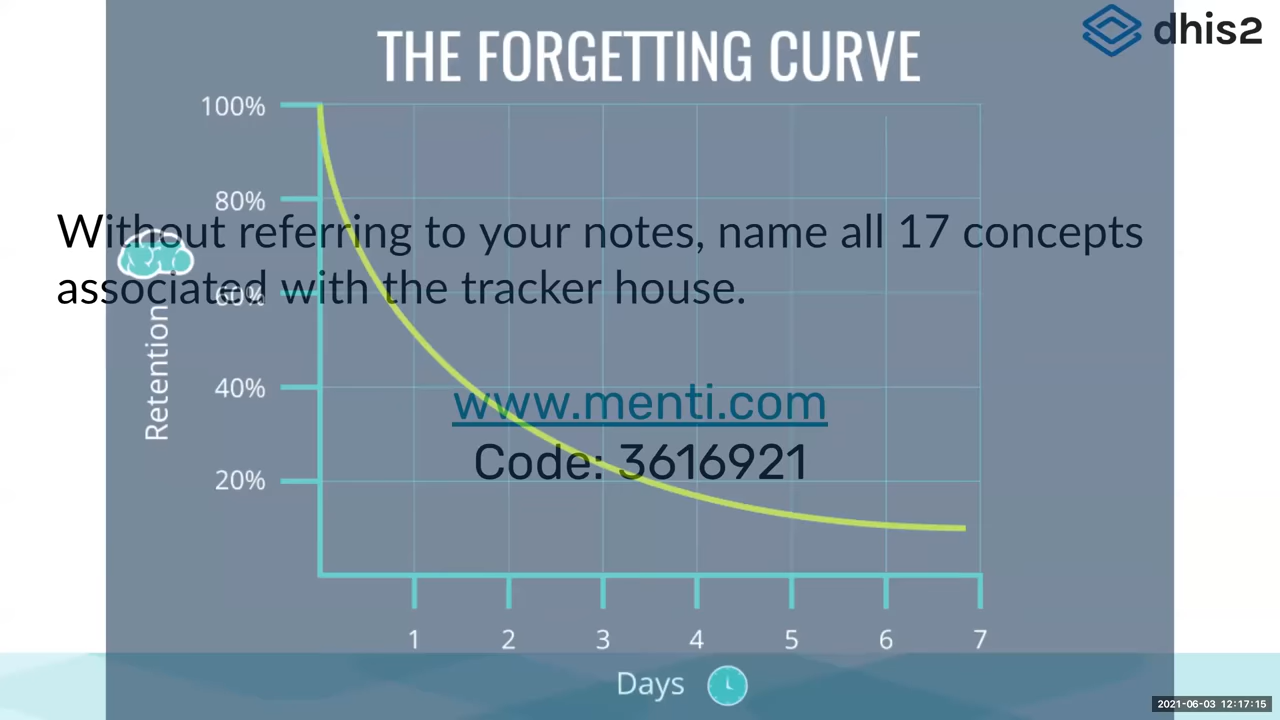 dhis2
THE FORGETTING CURVE
100%
80%
Without referring to your notes, name all 17 concepts
associated with the tracker house.
60%
Retention
40%
www.menti.com
Code: 3616921
20%
1 2 3 4 5 6 7
Days
2021-06-03 12:17:15